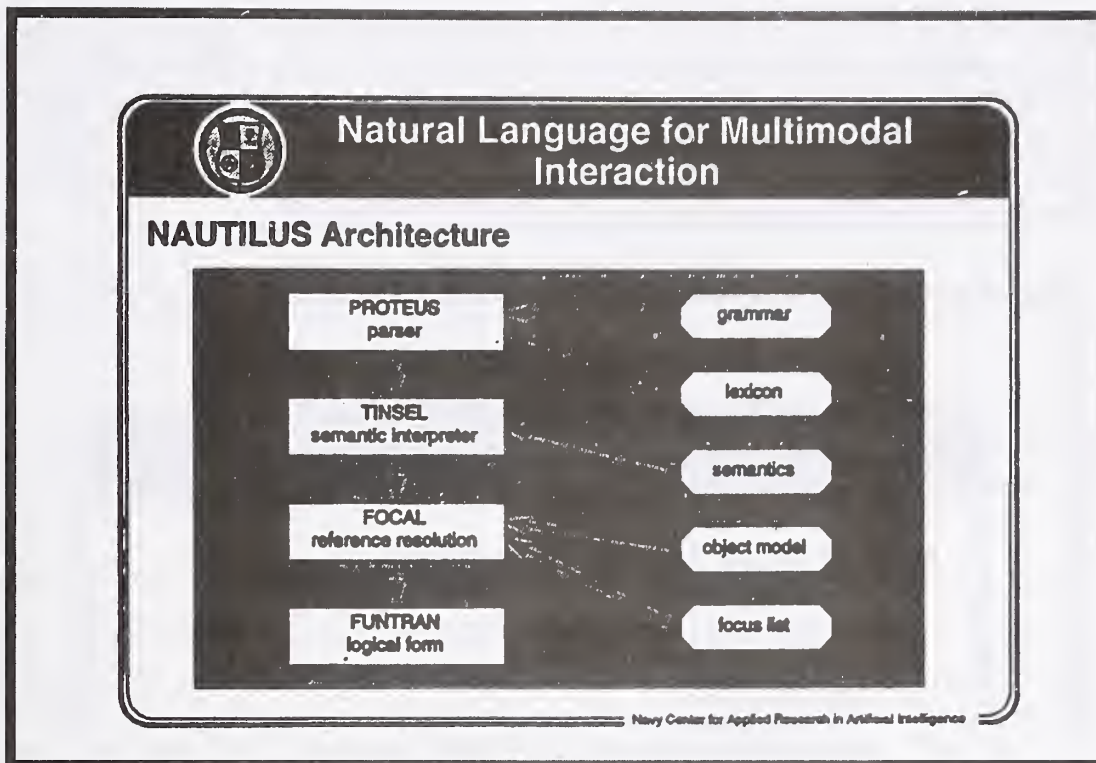 Natural Language for Multimodal
Interaction
NAUTILUS Architecture
PROTEUS
parser
TINSEL
semantic interpreter
FOCAL
reference resolution
FUNTRAN
logical form
grammar
lexicon
semantics
object model
focus list
Navy Center for Applied Research in Artificial Intelligence